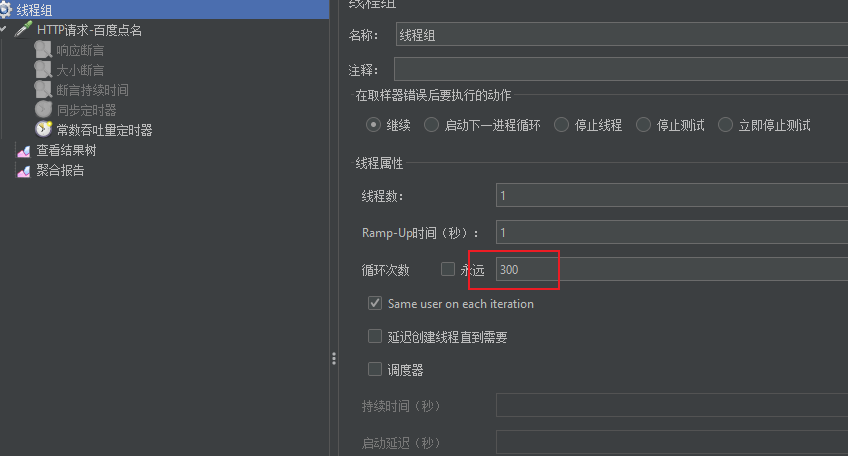 线程组
HTTP请求-百度点名
响应断言
大小断言
断言持续时间
同步定时器
常数吞吐量定时器
查看结果树
聚合报告
线程组
名称： 线程组
注释：
在取样器错误后要执行的动作
继续 启动下一进程循环 停止线程 停止测试 立即停止测试
线程属性
线程数： 1
Ramp-Up时间（秒）： 1
循环次数 永远 300
Same user on each iteration
延迟创建线程直到需要
调度器
持续时间（秒）
启动延迟（秒）